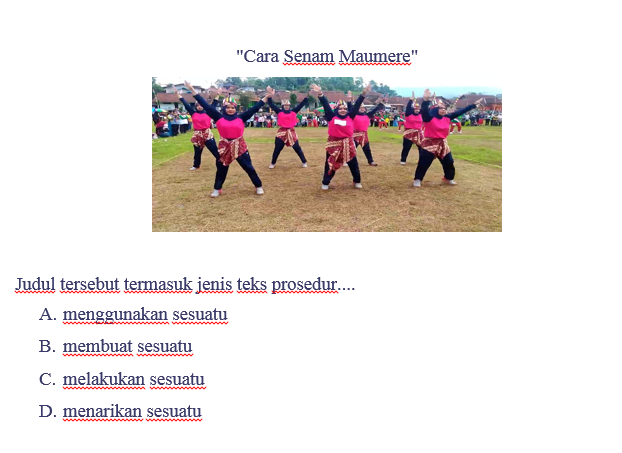 "Cara Senam Maumere"
Judul tersebut termasuk jenis teks prosedur....
A. menggunakan sesuatu
B. membuat sesuatu
C. melakukan sesuatu
D. menarikan sesuatu